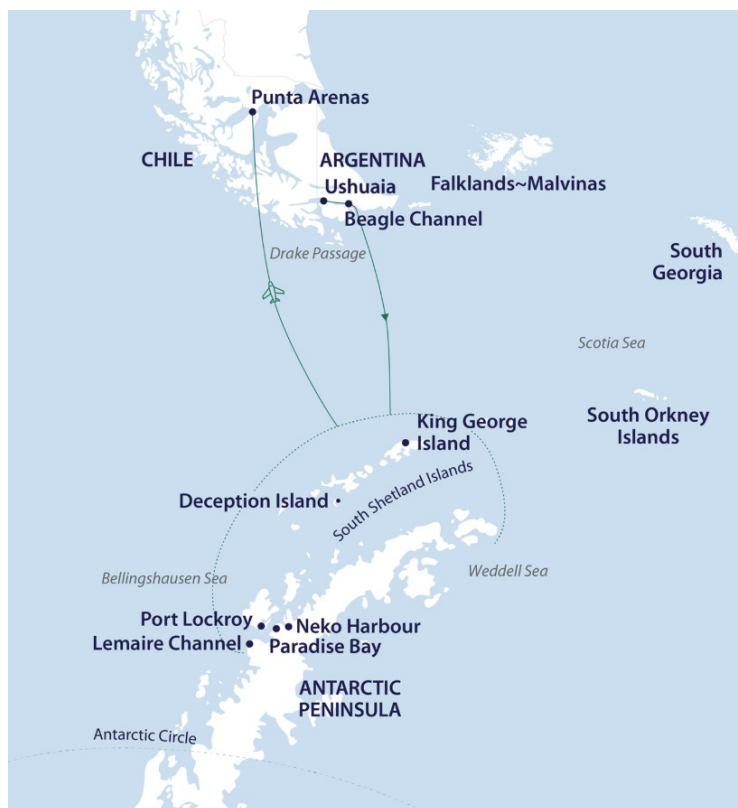 Punta Arenas
CHILE
ARGENTINA
Ushuaia
Falklands~Malvinas
Beagle Channel
Drake Passage
South
Georgia
Scotia Sea
King George
Island
South Orkney
Islands
South Shetland Islands
Deception Island
Bellingshausen Sea
Weddell Sea
Port Lockroy
Neko Harbour
Lemaire Channel
Paradise Bay
ANTARCTIC
PENINSULA
Antarctic Circle